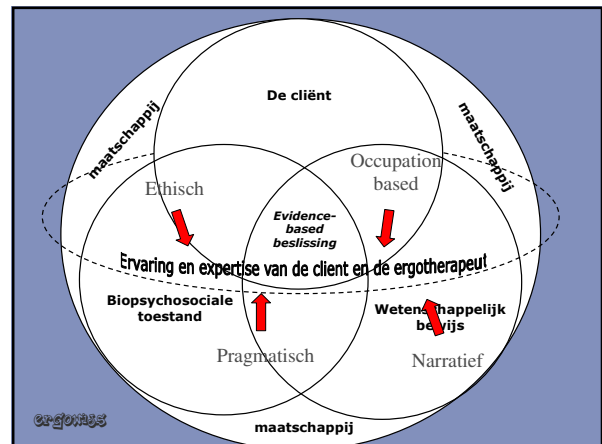 De cliënt
maatschappij
maatschappij
Ethisch
Occupation
based
Evidence-
based
beslissing
Ervaring en expertise van de client en de ergotherapeut
Biopsychosociale
toestand
Wetenschappelijk
bewijs
Pragmatisch
Narratief
ergowiss
maatschappij